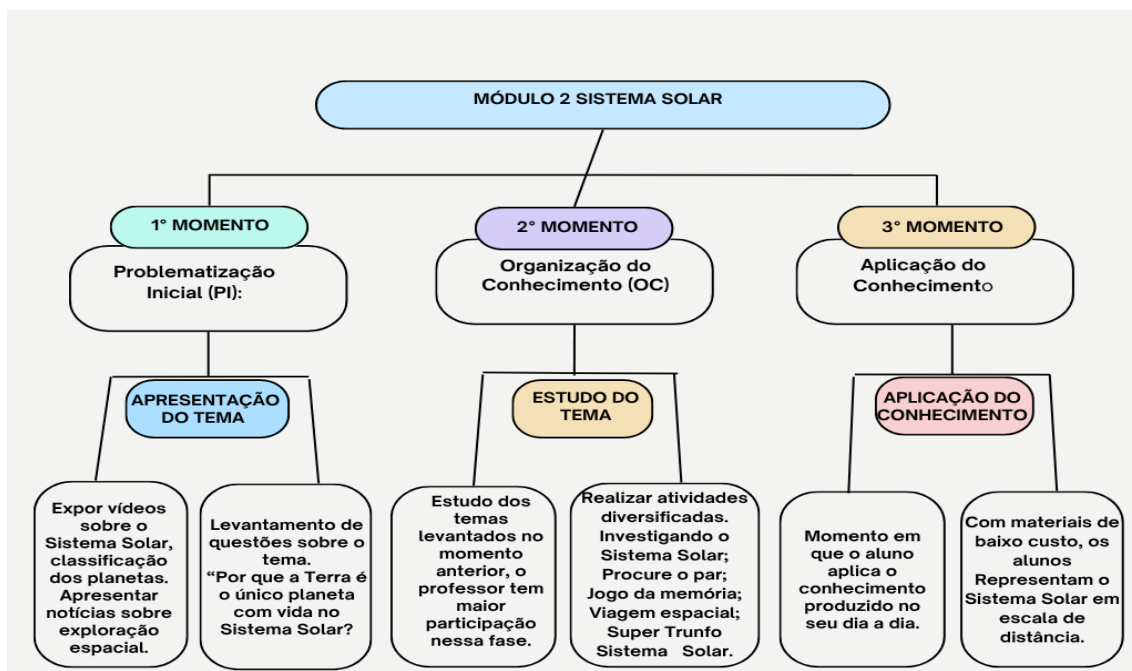 MÓDULO 2 SISTEMA SOLAR
1° MOMENTO
Problematização
Inicial (PI):
APRESENTAÇÃO
DO TEMA
Expor vídeos
sobre o
Sistema Solar,
classificação
dos planetas.
Apresentar
notícias sobre
exploração
espacial.
Levantamento de
questões sobre o
tema.
“Por que a Terra é
o único planeta
com vida no
Sistema Solar?
2° MOMENTO
Organização do
Conhecimento (OC)
ESTUDO DO
TEMA
Estudo dos
temas
levantados no
momento
anterior, o
professor tem
maior
participação
nessa fase.
Realizar atividades
diversificadas.
Investigando o
Sistema Solar;
Procure o par;
Jogo da memória;
Viagem espacial;
Super Trunfo
Sistema Solar.
3° MOMENTO
Aplicação do
Conhecimento
APLICAÇÃO DO
CONHECIMENTO
Momento em
que o aluno
aplica o
conhecimento
produzido no
seu dia a dia.
Com materiais de
baixo custo, os
alunos
Representam o
Sistema Solar em
escala de
distância.